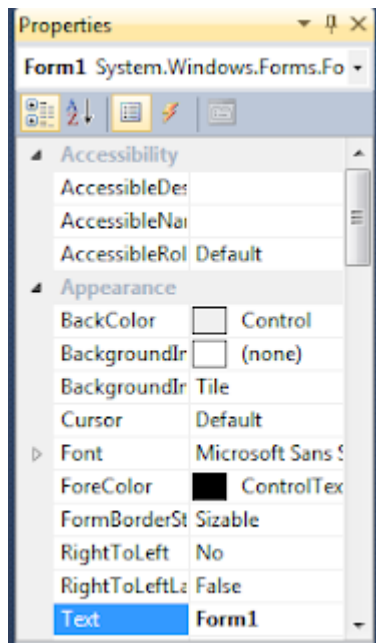 Properties
Form1 System.Windows.Forms.Fo
Accessibility
AccessibleDes
AccessibleNa
AccessibleRol Default
Appearance
BackColor Control
BackgroundIr (none)
BackgroundIr Tile
Cursor Default
Font Microsoft Sans S
ForeColor ControlTex
FormBorderSt Sizable
RightToLeft No
RightToLeftLa False
Text Form1